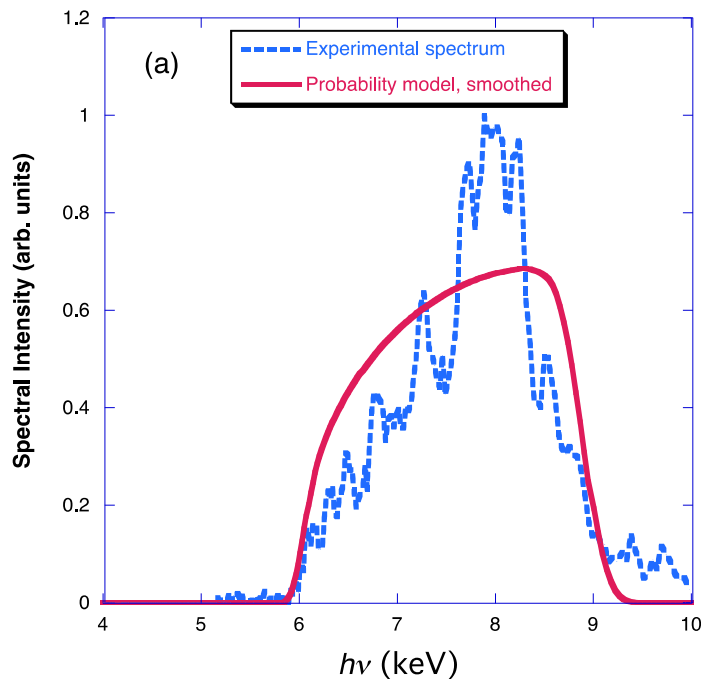 1.2
(a)
Experimental spectrum
Probability model, smoothed
1
0.8
0.6
0.4
0.2
0
Spectral Intensity (arb. units)
4 5 6 7 8 9 10
hν (keV)